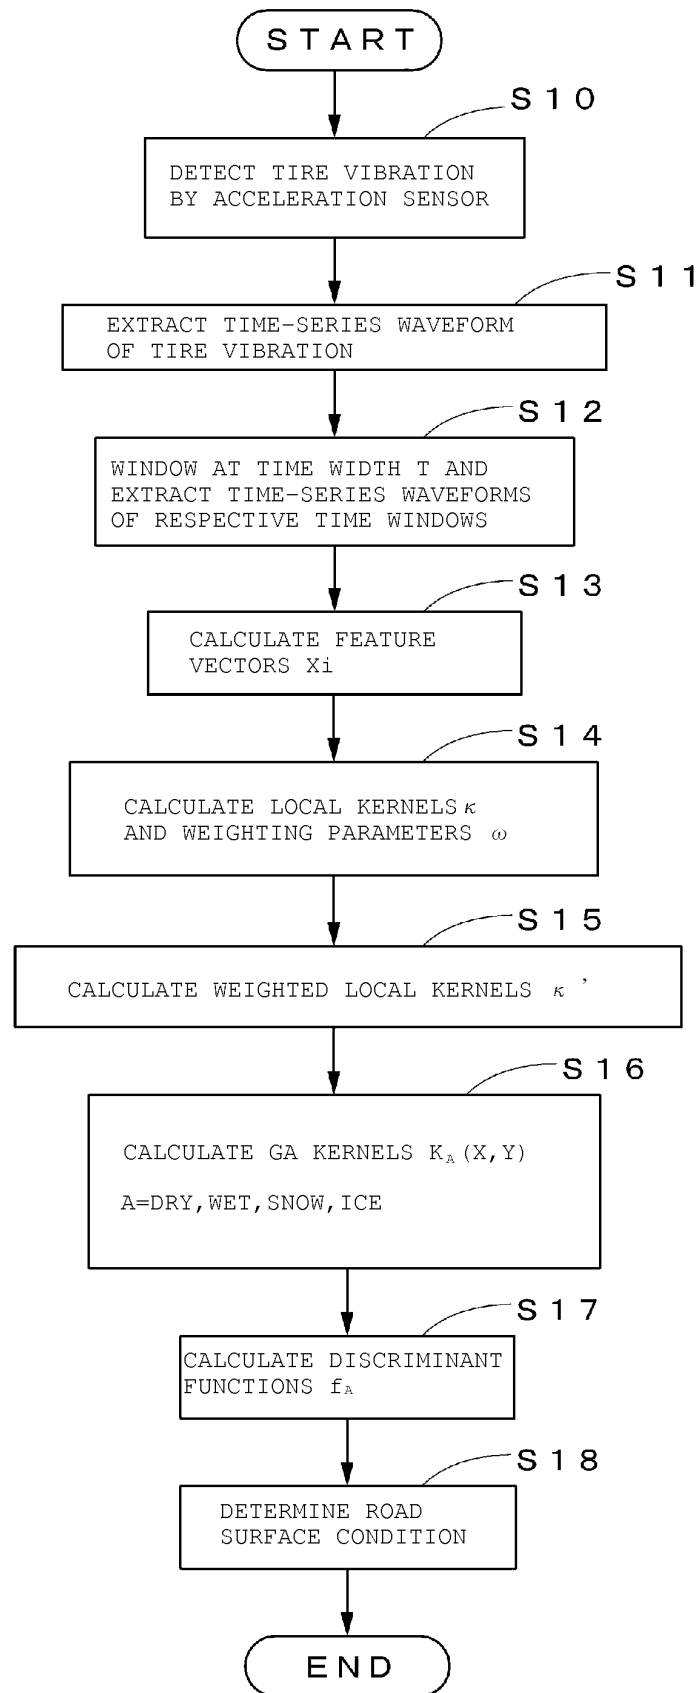 START
S10
DETECT TIRE VIBRATION
BY ACCELERATION SENSOR
S11
EXTRACT TIME-SERIES WAVEFORM
OF TIRE VIBRATION
S12
WINDOW AT TIME WIDTH T AND
EXTRACT TIME-SERIES WAVEFORMS
OF RESPECTIVE TIME WINDOWS
S13
CALCULATE FEATURE
VECTORS Xi
S14
CALCULATE LOCAL KERNELS κ
AND WEIGHTING PARAMETERS ω
S15
CALCULATE WEIGHTED LOCAL KERNELS κ '
S16
CALCULATE GA KERNELS K_A (X,Y)
A=DRY,WET,SNOW,ICE
S17
CALCULATE DISCRIMINANT
FUNCTIONS f_A
S18
DETERMINE ROAD
SURFACE CONDITION
END